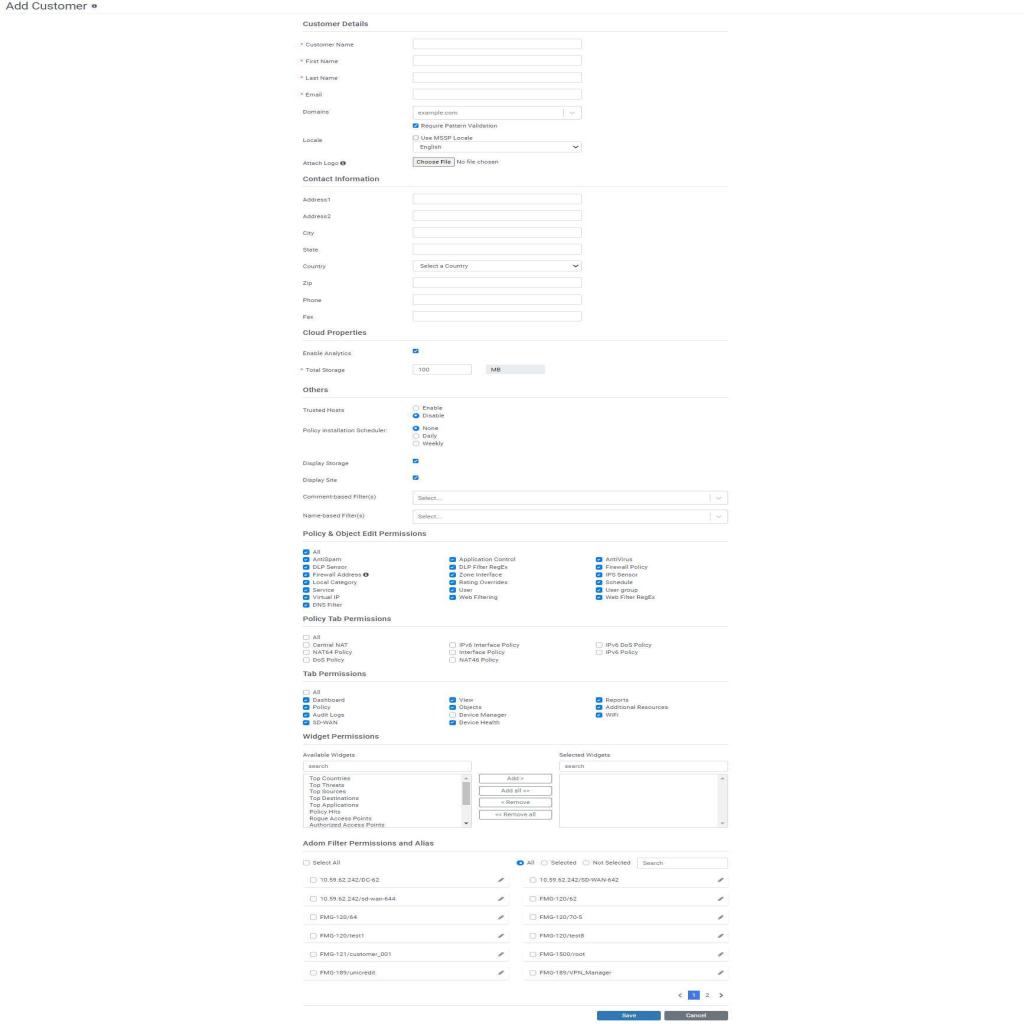 Add Customer
Customer Details
* Customer Name
* First Name
* Last Name
* Email
Domains example.com
Require Pattern Validation
Locale Use MSSP Locale
English
Attach Logo Choose File No file chosen
Contact Information
Address1
Address2
City
State
Country Select a Country
Zip
Phone
Fax
Cloud Properties
Enable Analytics
* Total Storage 100 MB
Others
Trusted Hosts Enable
Disable
Policy Installation Scheduler: None
Daily
Weekly
Display Storage
Display Site
Comment-based Filter(s) Select...
Name-based Filter(s) Select...
Policy & Object Edit Permissions
All
AntiSpam Application Control AntiVirus
DLP Sensor DLP Filter RegEx Firewall Policy
Firewall Address Zone Interface IPS Sensor
Local Category Rating Overrides Schedule
Service User User group
Virtual IP Web Filtering Web Filter RegEx
DNS Filter
Policy Tab Permissions
All
Central NAT IPv6 Interface Policy IPv6 DoS Policy
NAT64 Policy Interface Policy IPv6 Policy
DoS Policy NAT46 Policy
Tab Permissions
All
Dashboard View Reports
Policy Objects Additional Resources
Audit Logs Device Manager WiFi
SD-WAN Device Health
Widget Permissions
Available Widgets Selected Widgets
search search
Top Countries Add >
Top Threats
Top Sources Add all >>
Top Destinations
Top Applications < Remove
Policy Hits
Rogue Access Points << Remove all
Authorized Access Points
Adom Filter Permissions and Alias
Select All All Selected Not Selected Search
10.59.62.242/DC-62 10.59.62.242/SD-WAN-642
10.59.62.242/sd-wan-644 FMG-120/62
FMG-120/64 FMG-120/70-5
FMG-120/test1 FMG-120/test8
FMG-121/customer_001 FMG-1500/root
FMG-189/unicredit FMG-189/VPN_Manager
< 1 2 >
Save Cancel